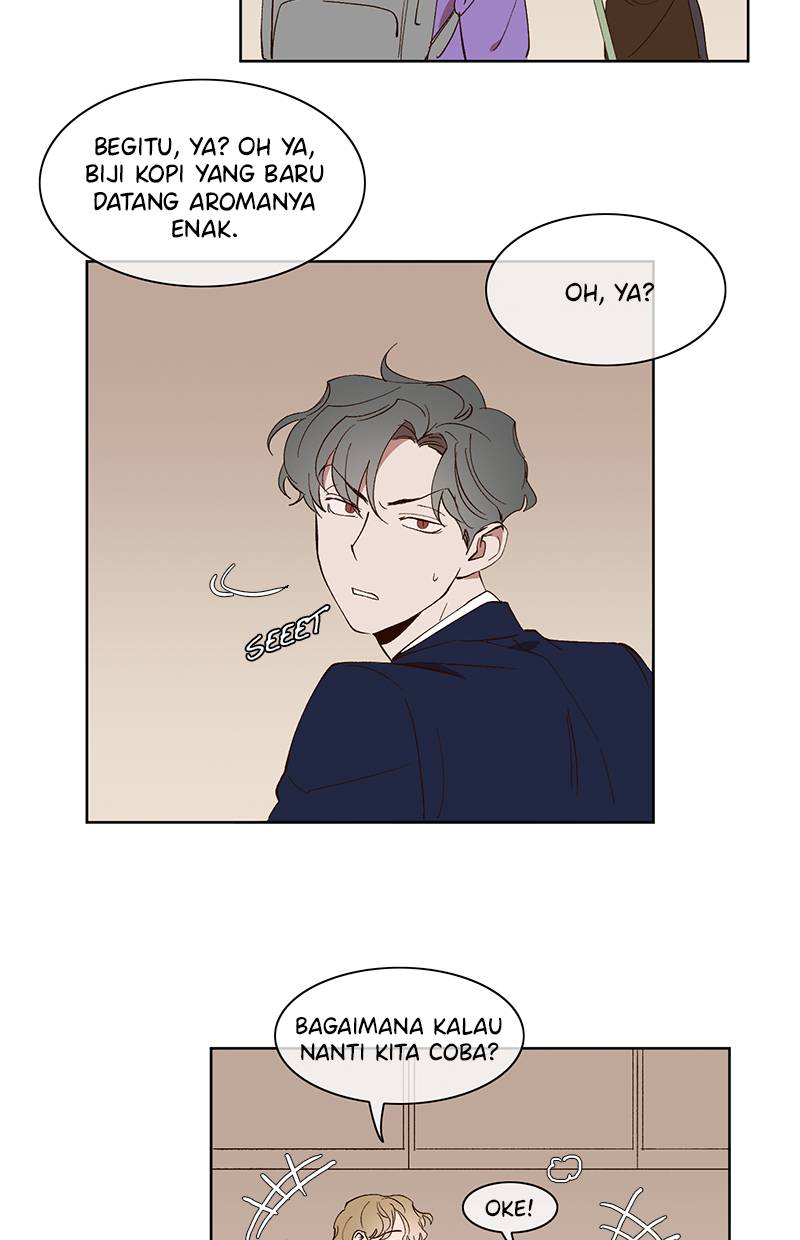 BEGITU, YA? OH YA,
BIJI KOPI YANG BARU
DATANG AROMANYA
ENAK.
OH, YA?
SEEET
BAGAIMANA KALAU
NANTI KITA COBA?
OKE!